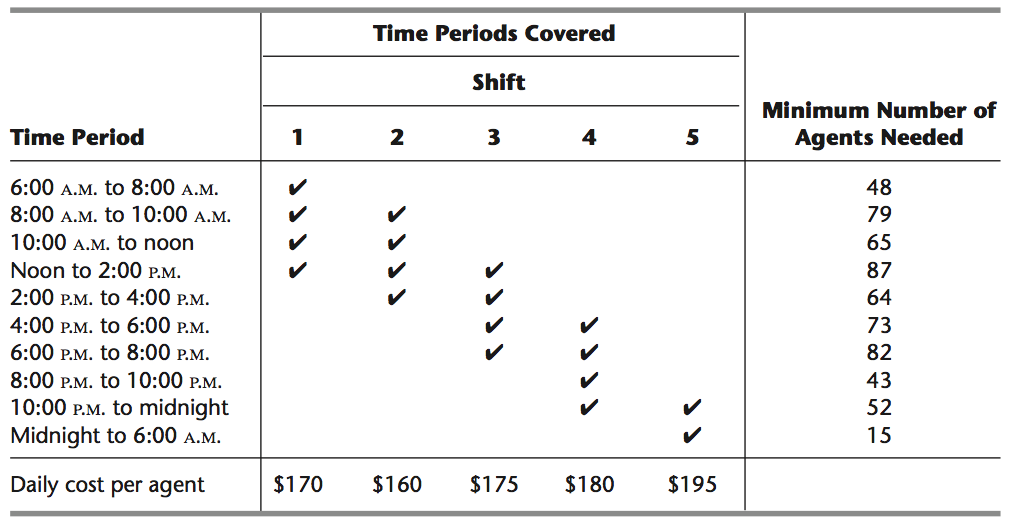 Time Periods Covered
Shift
Minimum Number of
Time Period 1 2 3 4 5 Agents Needed
6:00 A.M. to 8:00 A.M. ✔ 48
8:00 A.M. to 10:00 A.M. ✔ ✔ 79
10:00 A.M. to noon ✔ ✔ 65
Noon to 2:00 P.M. ✔ ✔ ✔ 87
2:00 P.M. to 4:00 P.M. ✔ ✔ 64
4:00 P.M. to 6:00 P.M. ✔ ✔ 73
6:00 P.M. to 8:00 P.M. ✔ ✔ 82
8:00 P.M. to 10:00 P.M. ✔ 43
10:00 P.M. to midnight ✔ ✔ 52
Midnight to 6:00 A.M. ✔ 15
Daily cost per agent $170 $160 $175 $180 $195